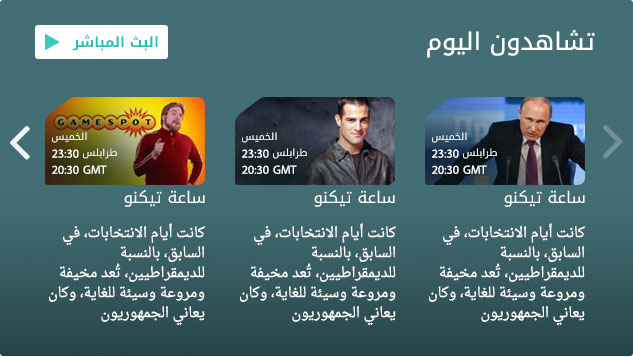 تشاهدون اليوم
البث المباشر
الخميس
23:30 طرابلس
20:30 GMT
ساعة تيكنو
كانت أيام الانتخابات، في
السابق، بالنسبة
للديمقراطيين، تُعد مخيفة
ومروعة وسيئة للغاية، وكان
يعاني الجمهوريون
الخميس
23:30 طرابلس
20:30 GMT
ساعة تيكنو
كانت أيام الانتخابات، في
السابق، بالنسبة
للديمقراطيين، تُعد مخيفة
ومروعة وسيئة للغاية، وكان
يعاني الجمهوريون
GAMESPOT
الخميس
23:30 طرابلس
20:30 GMT
ساعة تيكنو
كانت أيام الانتخابات، في
السابق، بالنسبة
للديمقراطيين، تُعد مخيفة
ومروعة وسيئة للغاية، وكان
يعاني الجمهوريون